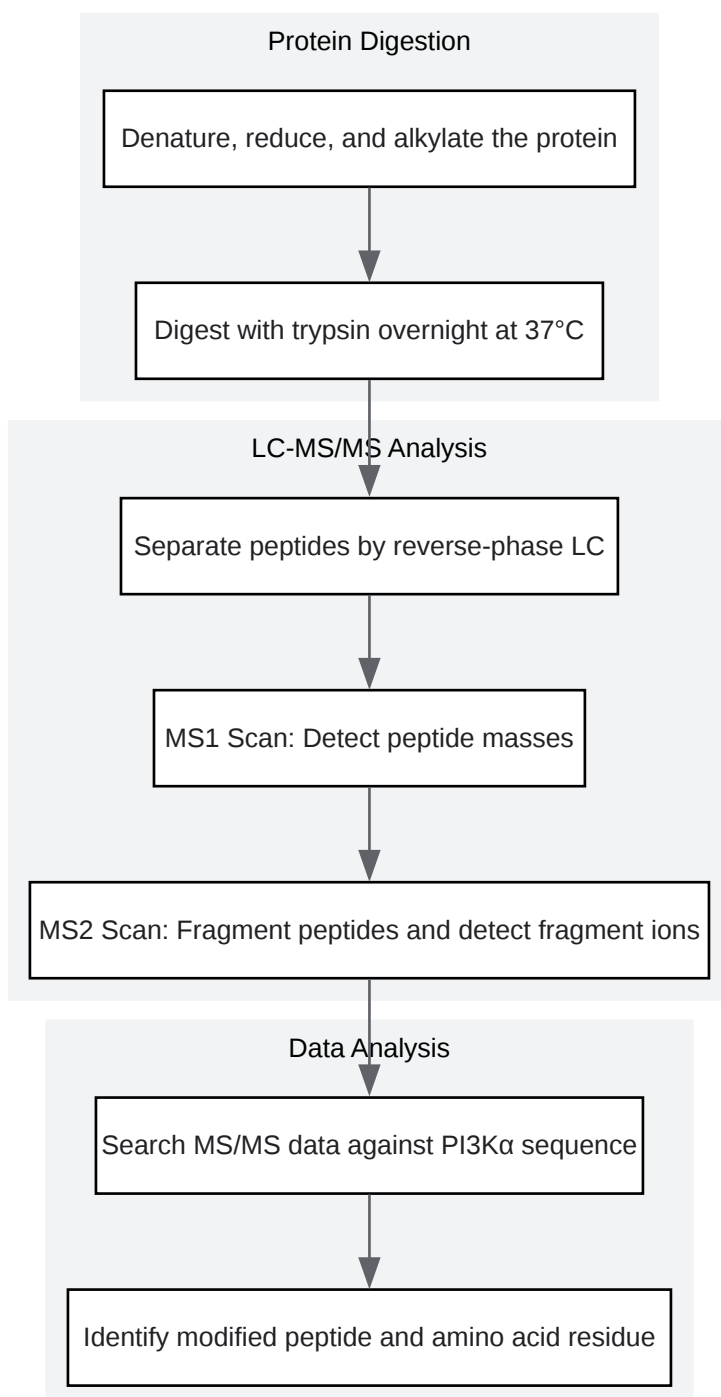 Protein Digestion
Denature, reduce, and alkylate the protein
Digest with trypsin overnight at 37°C
LC-MS/MS Analysis
Separate peptides by reverse-phase LC
MS1 Scan: Detect peptide masses
MS2 Scan: Fragment peptides and detect fragment ions
Data Analysis
Search MS/MS data against PI3Kα sequence
Identify modified peptide and amino acid residue